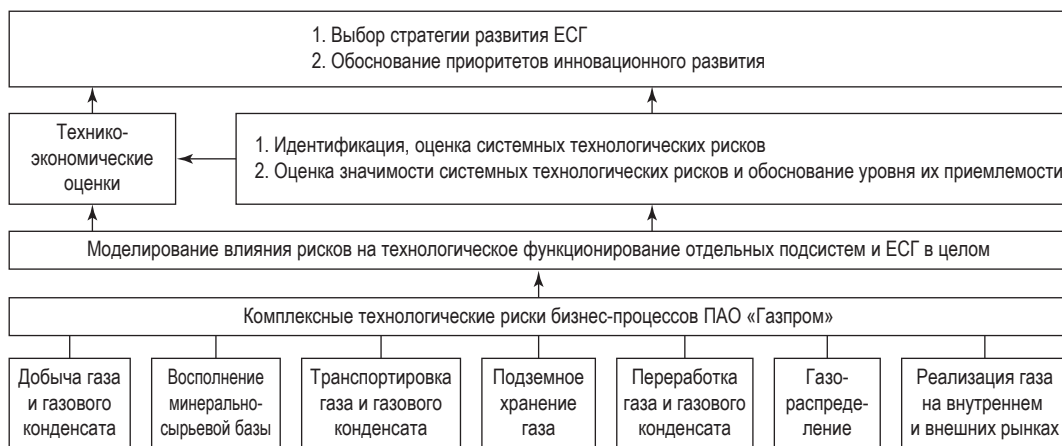 1. Выбор стратегии развития ЕСГ
2. Обоснование приоритетов инновационного развития
Технико-
экономические
оценки
1. Идентификация, оценка системных технологических рисков
2. Оценка значимости системных технологических рисков и обоснование уровня их приемлемости
Моделирование влияния рисков на технологическое функционирование отдельных подсистем и ЕСГ в целом
Комплексные технологические риски бизнес-процессов ПАО «Газпром»
Добыча газа
и газового
конденсата
Восполнение
минерально-
сырьевой базы
Транспортировка
газа и газового
конденсата
Подземное
хранение
газа
Переработка
газа и газового
конденсата
Газо-
распреде-
ление
Реализация газа
на внутреннем
и внешних рынках